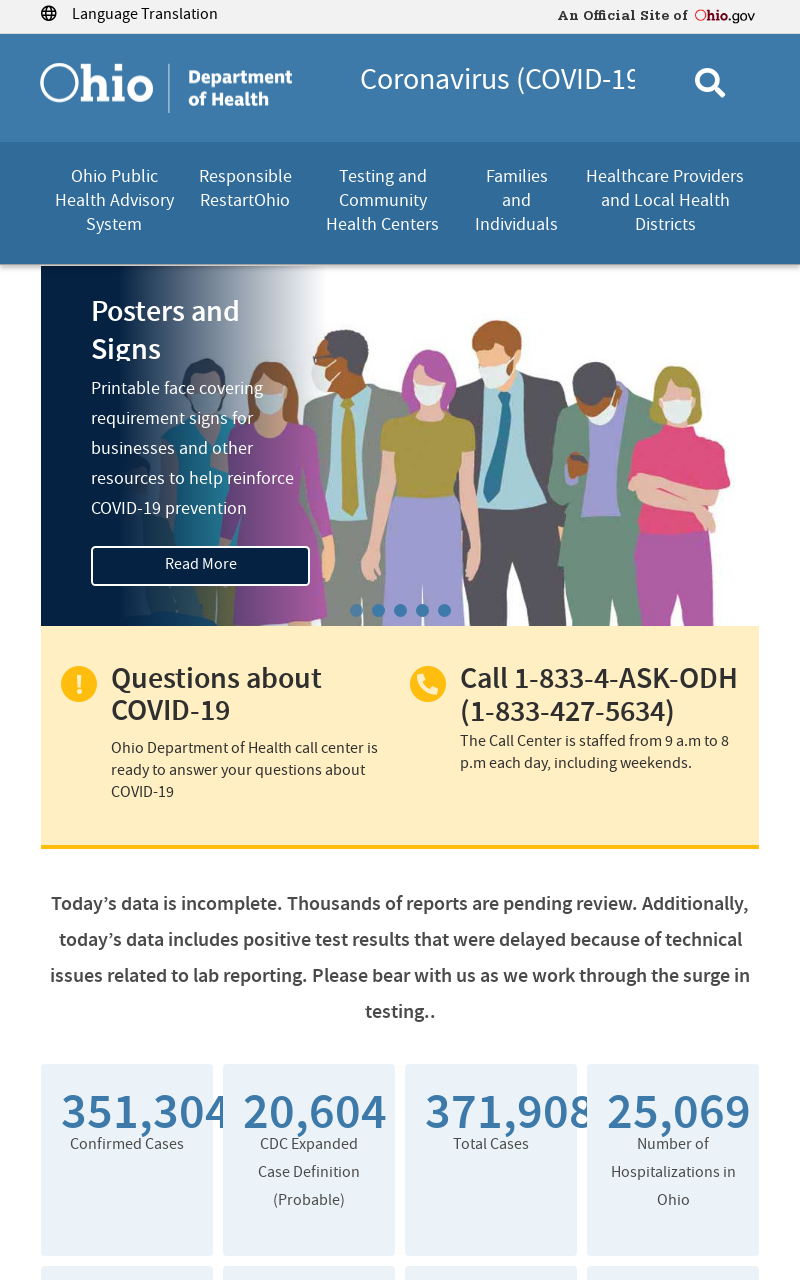 Language Translation
An Official Site of Ohio.gov
Ohio
Department
of Health
Coronavirus (COVID-19
Ohio Public
Health Advisory
System
Responsible
RestartOhio
Testing and
Community
Health Centers
Families
and
Individuals
Healthcare Providers
and Local Health
Districts
Posters and
Signs
Printable face covering
requirement signs for
businesses and other
resources to help reinforce
COVID-19 prevention
Read More
Questions about
COVID-19
Ohio Department of Health call center is
ready to answer your questions about
COVID-19
Call 1-833-4-ASK-ODH
(1-833-427-5634)
The Call Center is staffed from 9 a.m to 8
p.m each day, including weekends.
Today’s data is incomplete. Thousands of reports are pending review. Additionally,
today’s data includes positive test results that were delayed because of technical
issues related to lab reporting. Please bear with us as we work through the surge in
testing..
351,304
Confirmed Cases
20,604
CDC Expanded
Case Definition
(Probable)
371,908
Total Cases
25,069
Number of
Hospitalizations in
Ohio